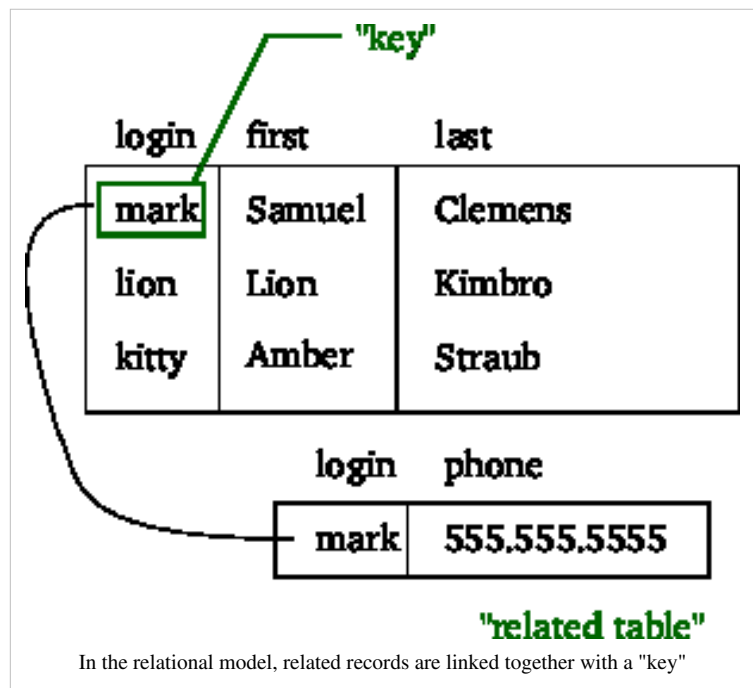 "key"
login first last
mark Samuel Clemens
lion Lion Kimbro
kitty Amber Straub
login phone
mark 555.555.5555
"related table"
In the relational model, related records are linked together with a "key"